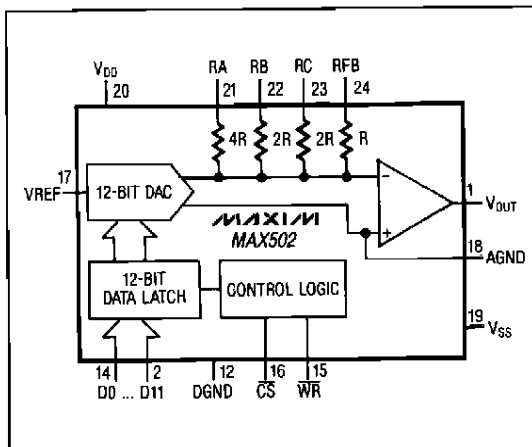 VDD RA RB RC RFB
20 21 22 23 24
4R 2R 2R R
17
VREF 12-BIT DAC
−
+
1
VOUT
MAXIM
MAX502
18
AGND
12-BIT
DATA LATCH
CONTROL LOGIC
19
VSS
14 2 12 16 15
D0 ... D11 DGND CS WR